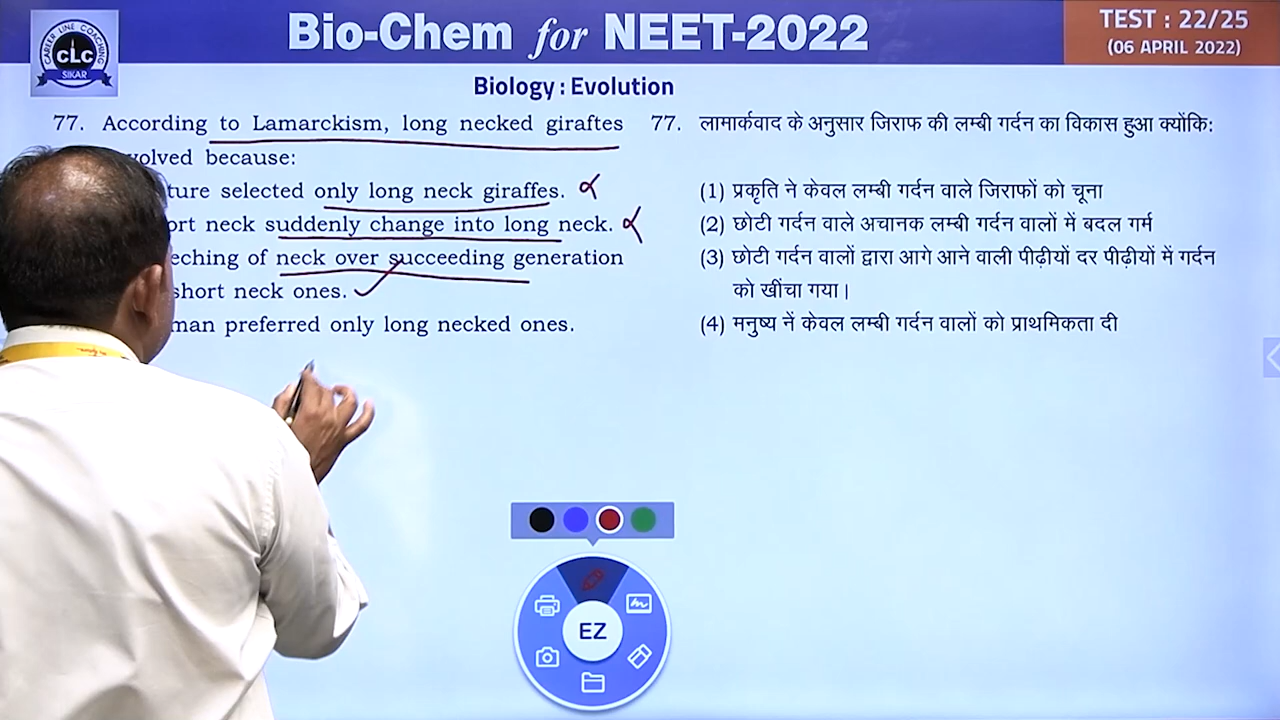 Bio-Chem for NEET-2022
TEST : 22/25
(06 APRIL 2022)
CAREER LINE COACHING
CLC
SIKAR
Biology : Evolution
77. According to Lamarckism, long necked giraftes
volved because:
ture selected only long neck giraffes.
ort neck suddenly change into long neck.
eching of neck over succeeding generation
short neck ones.
man preferred only long necked ones.
77. लामार्कवाद के अनुसार जिराफ की लम्बी गर्दन का विकास हुआ क्योंकि:
(1) प्रकृति ने केवल लम्बी गर्दन वाले जिराफों को चूना
(2) छोटी गर्दन वाले अचानक लम्बी गर्दन वालों में बदल गर्म
(3) छोटी गर्दन वालों द्वारा आगे आने वाली पीढ़ीयों दर पीढ़ीयों में गर्दन
को खींचा गया।
(4) मनुष्य नें केवल लम्बी गर्दन वालों को प्राथमिकता दी
EZ